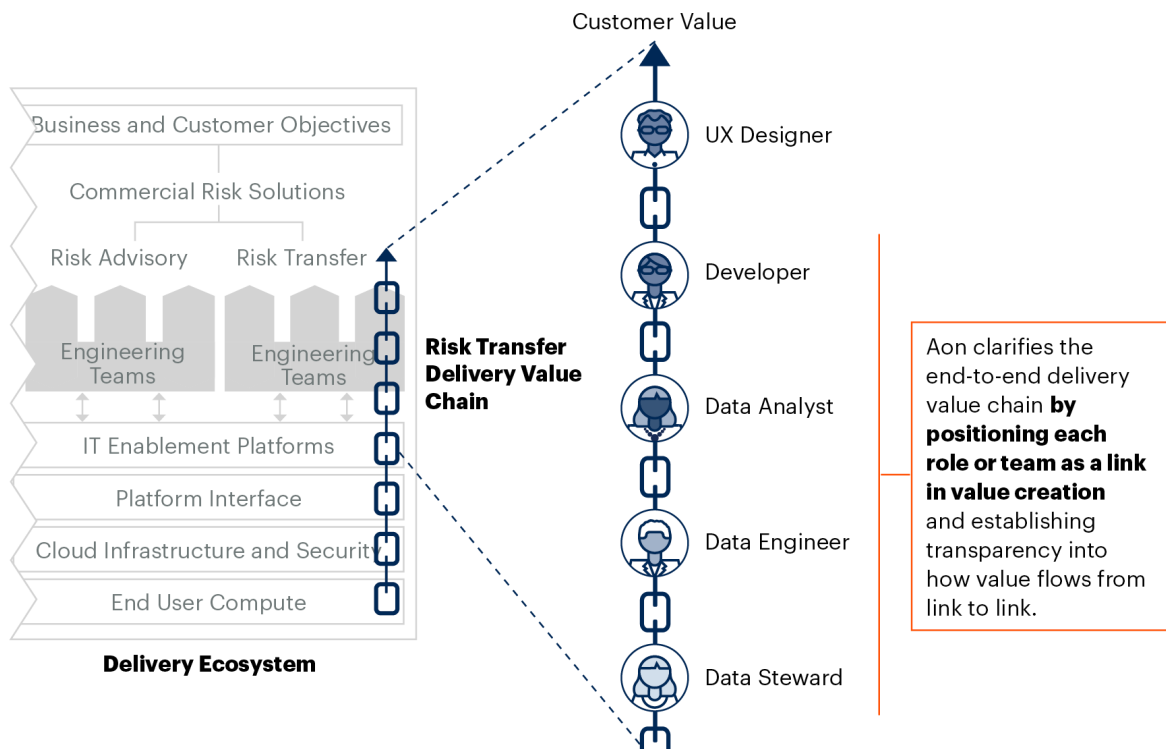 Customer Value
Business and Customer Objectives
Commercial Risk Solutions
Risk Advisory
Risk Transfer
Engineering
Teams
Engineering
Teams
IT Enablement Platforms
Platform Interface
Cloud Infrastructure and Security
End User Compute
Delivery Ecosystem
Risk Transfer
Delivery Value
Chain
UX Designer
Developer
Data Analyst
Data Engineer
Data Steward
Aon clarifies the
end-to-end delivery
value chain by
positioning each
role or team as a link
in value creation
and establishing
transparency into
how value flows from
link to link.